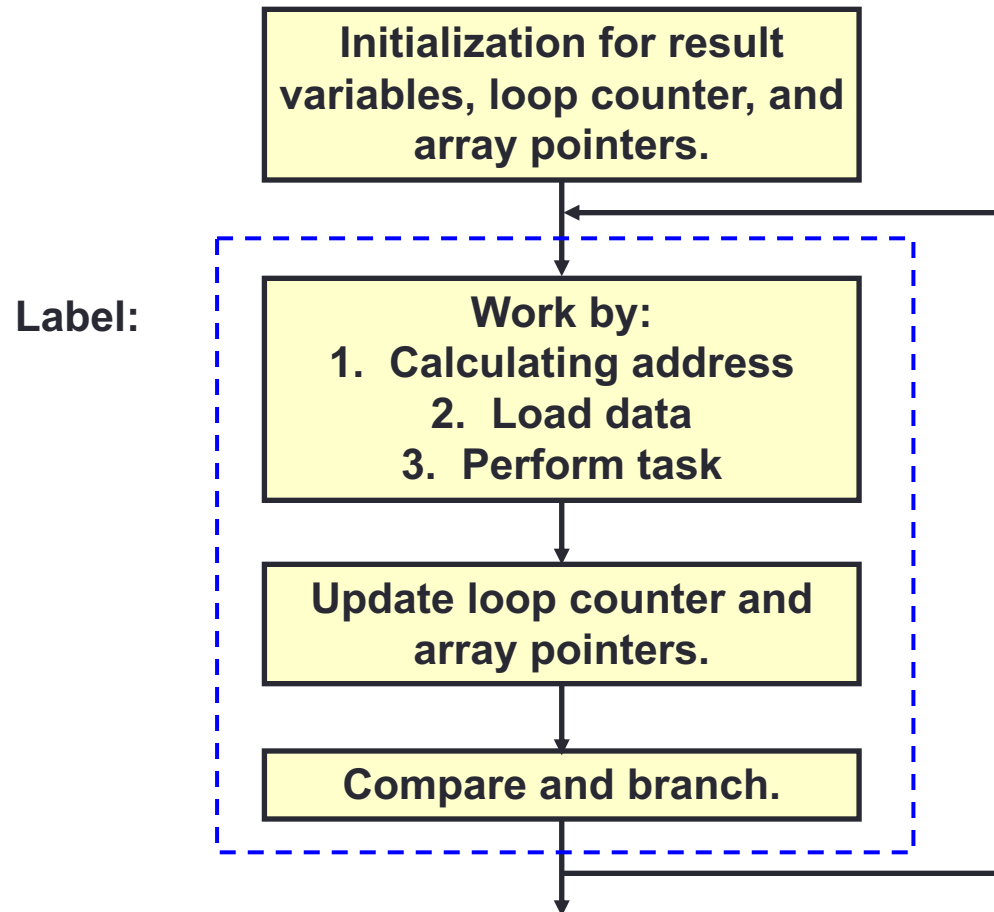 Initialization for result
variables, loop counter, and
array pointers.
Label:
Work by:
1. Calculating address
2. Load data
3. Perform task
Update loop counter and
array pointers.
Compare and branch.